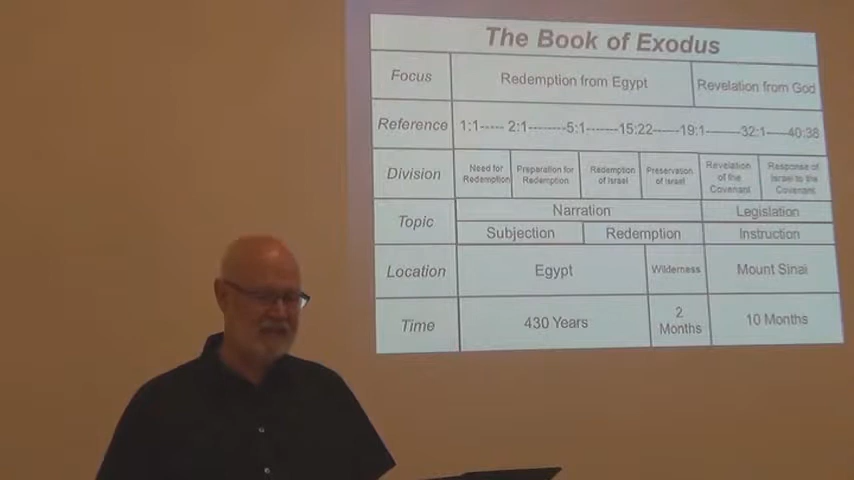 The Book of Exodus
Focus Redemption from Egypt Revelation from God
Reference 1:1----- 2:1--------5:1-------15:22------19:1--------32:1-----40:38
Division Need for Redemption Preparation for Redemption Redemption of Israel Preservation of Israel Revelation of the Covenant Response of Israel to the Covenant
Topic Narration Legislation
Subjection Redemption Instruction
Location Egypt Wilderness Mount Sinai
Time 430 Years 2 Months 10 Months